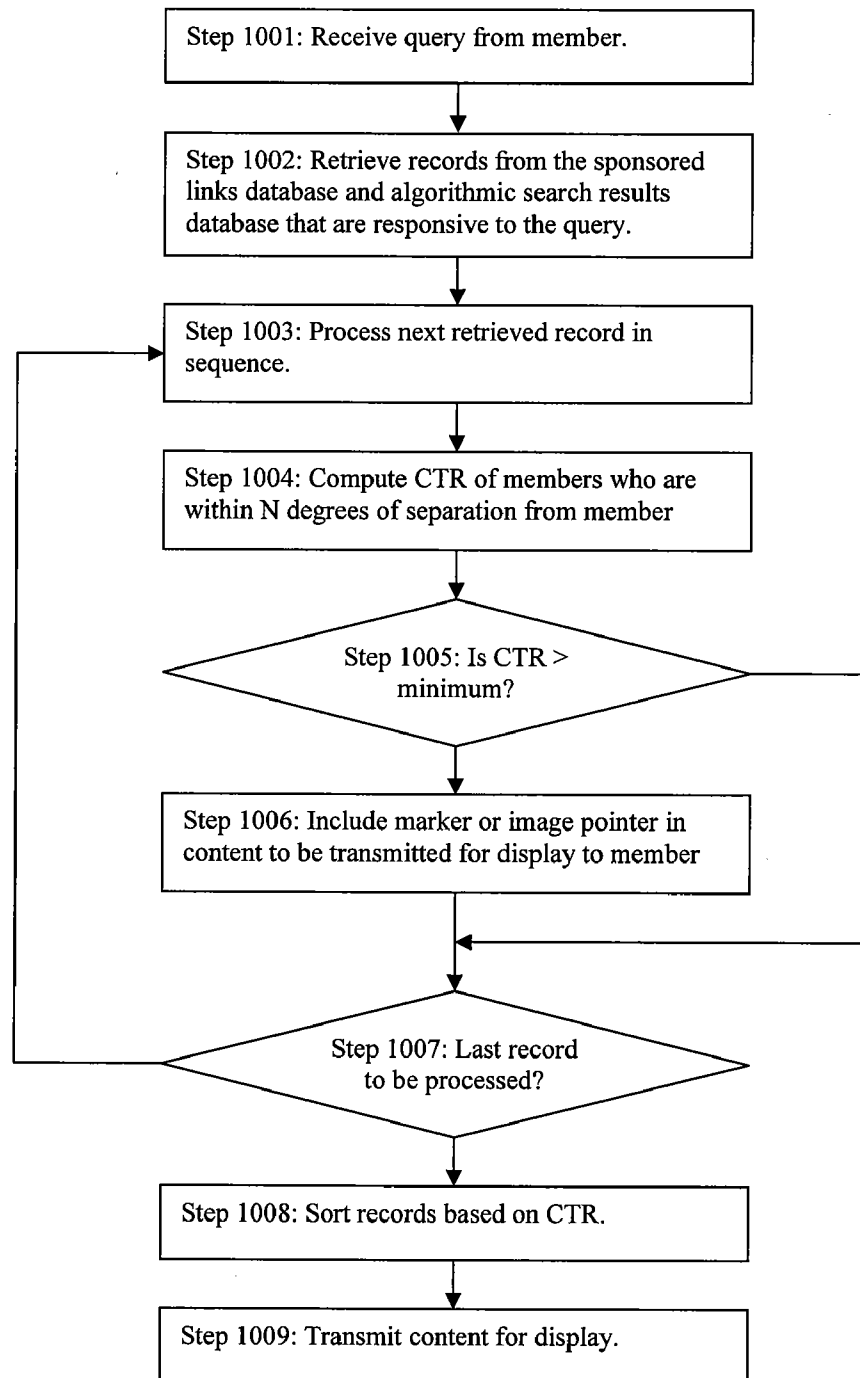 Step 1001: Receive query from member.
Step 1002: Retrieve records from the sponsored
links database and algorithmic search results
database that are responsive to the query.
Step 1003: Process next retrieved record in
sequence.
Step 1004: Compute CTR of members who are
within N degrees of separation from member
Step 1005: Is CTR >
minimum?
Step 1006: Include marker or image pointer in
content to be transmitted for display to member
Step 1007: Last record
to be processed?
Step 1008: Sort records based on CTR.
Step 1009: Transmit content for display.